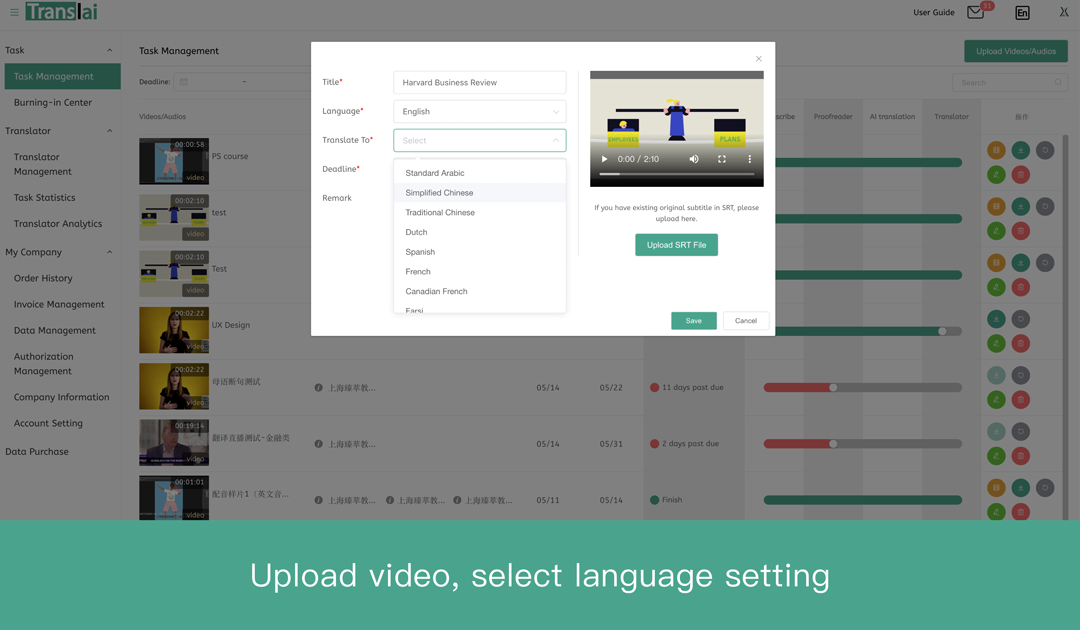 Translai
User Guide
31
En
Task
Task Management
Burning-in Center
Translator
Translator
Management
Task Statistics
Translator Analytics
My Company
Order History
Invoice Management
Data Management
Authorization
Management
Company Information
Account Setting
Data Purchase
Task Management
Upload Videos/Audios
Deadline:
-
Search
Videos/Audios
scribe
Proofreader
AI translation
Translator
操作
00:00:58
video
PS course
00:02:10
video
test
00:02:10
video
Test
00:02:22
video
UX Design
00:02:22
video
母语断句测试
上海臻萃教...
05/14
05/22
11 days past due
00:19:14
video
翻译直播测试-金融类
上海臻萃教...
05/14
05/31
2 days past due
00:01:01
video
配音样片1（英文音...
上海臻萃教...
上海臻萃教...
上海臻萃教...
05/11
05/14
Finish
Title*
Harvard Business Review
Language*
English
Translate To*
Select
Deadline*
Remark
Standard Arabic
Simplified Chinese
Traditional Chinese
Dutch
Spanish
French
Canadian French
Farsi
EMPLOYEES
PLANS
0:00 / 2:10
If you have existing original subtitle in SRT, please
upload here.
Upload SRT File
Save
Cancel
Upload video, select language setting